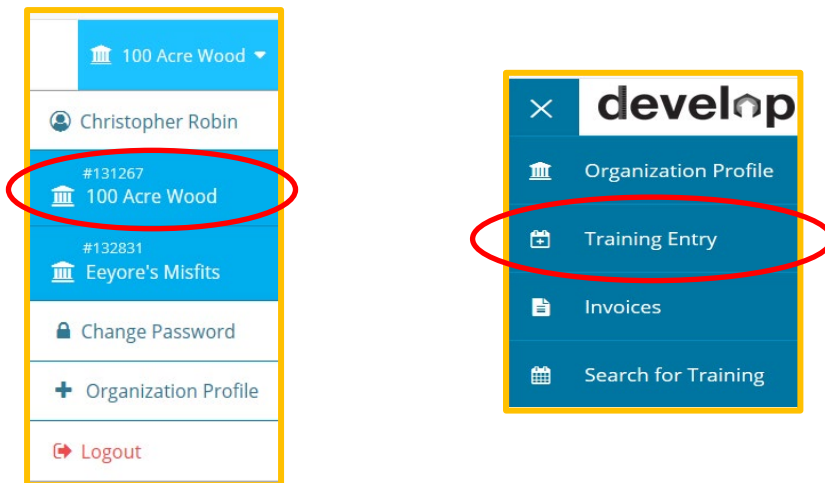 100 Acre Wood
Christopher Robin
#131267
100 Acre Wood
#132831
Eeyore's Misfits
Change Password
Organization Profile
Logout
develop
Organization Profile
Training Entry
Invoices
Search for Training